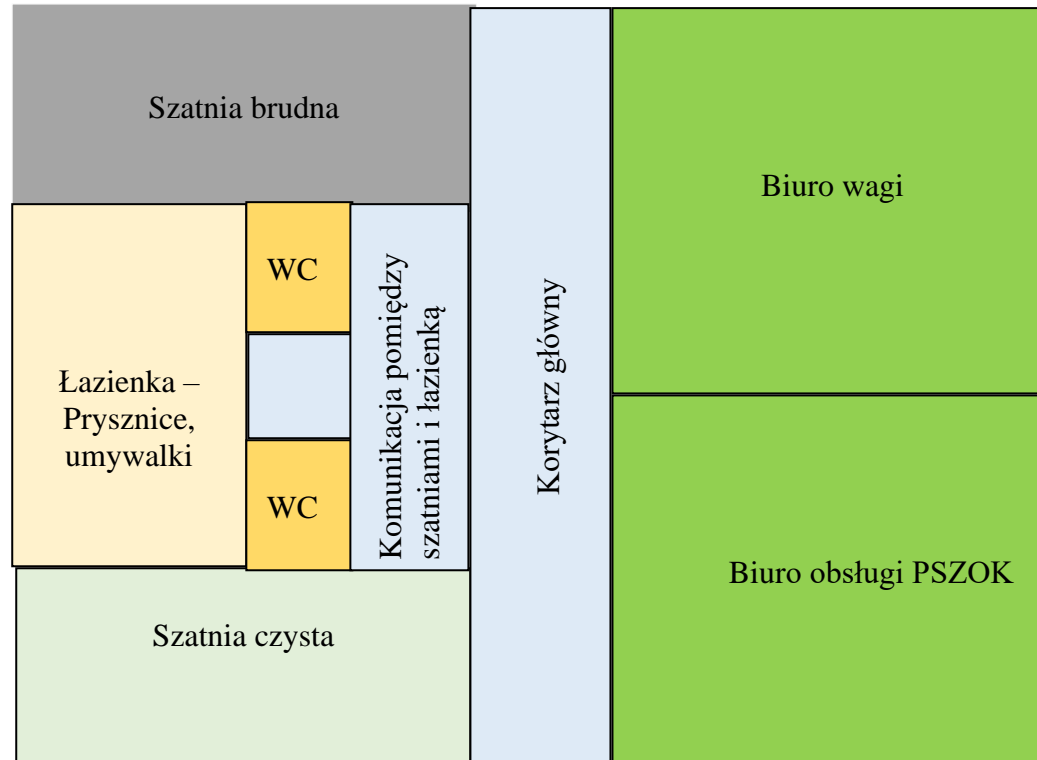 Szatnia brudna
Biuro wagi
WC
Komunikacja pomiędzy
szatniami i łazienką
Korytarz główny
Łazienka –
Prysznice,
umywalki
WC
Biuro obsługi PSZOK
Szatnia czysta